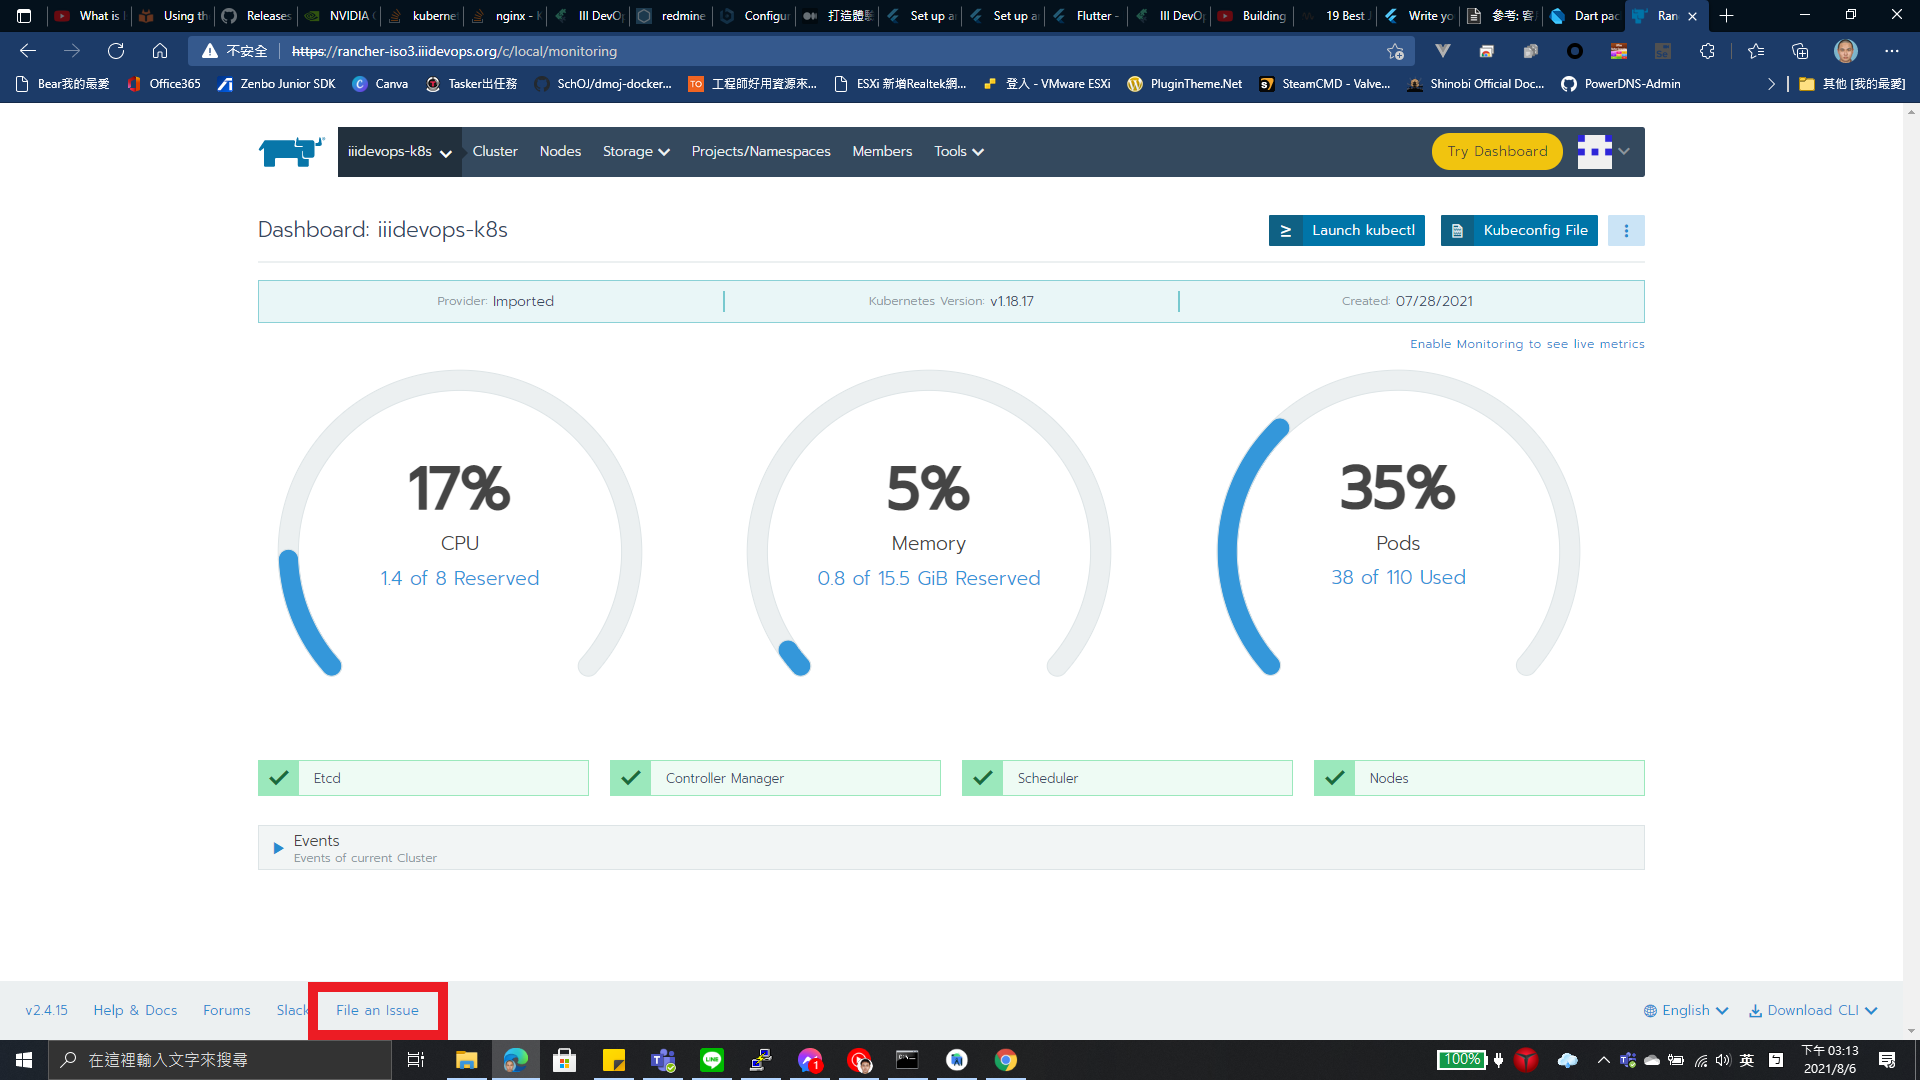 What is
Using th
Releases
NVIDIA
kubernet
nginx - K
III DevOp
redmine
Configur
打造體驗
Set up a
Set up a
Flutter -
III DevOp
Building
19 Best J
Write yo
參考: 客
Dart pac
Ran
不安全
https://rancher-iso3.iiidevops.org/c/local/monitoring
Bear我的最愛
Office365
Zenbo Junior SDK
Canva
Tasker出任務
SchOJ/dmoj-docker...
TO
工程師好用資源來...
ESXi 新增Realtek網...
登入 - VMware ESXi
PluginTheme.Net
SteamCMD - Valve...
Shinobi Official Doc...
PowerDNS-Admin
其他 [我的最愛]
iiidevops-k8s
Cluster
Nodes
Storage
Projects/Namespaces
Members
Tools
Try Dashboard
Dashboard: iiidevops-k8s
Launch kubectl
Kubeconfig File
Provider: Imported
Kubernetes Version: v1.18.17
Created: 07/28/2021
Enable Monitoring to see live metrics
17%
CPU
1.4 of 8 Reserved
5%
Memory
0.8 of 15.5 GiB Reserved
35%
Pods
38 of 110 Used
Etcd
Controller Manager
Scheduler
Nodes
Events
Events of current Cluster
v2.4.15
Help & Docs
Forums
Slack
File an Issue
English
Download CLI
在這裡輸入文字來搜尋
LINE
1
100%
英
下午 03:13
2021/8/6